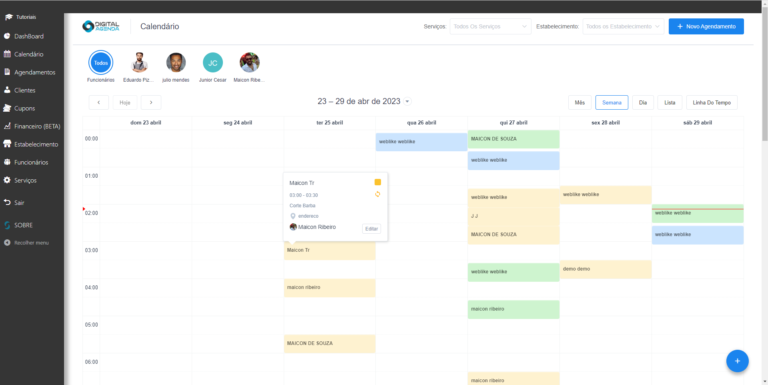 Tutoriais
DashBoard
Calendário
Agendamentos
Clientes
Cupons
Financeiro (BETA)
Estabelecimento
Funcionários
Serviços
Sair
SOBRE
Recolher menu
DIGITAL AGENDA
Calendário
Serviços: Todos Os Serviços
Estabelecimento: Todos os Estabelecimento
+ Novo Agendamento
Todos
JC
Funcionários Eduardo Piz... julio mendes Junior Cesar Maicon Ribe...
Hoje
23 – 29 de abr de 2023
Mês Semana Dia Lista Linha Do Tempo
dom 23 abril seg 24 abril ter 25 abril qua 26 abril qui 27 abril sex 28 abril sáb 29 abril
00:00
weblike weblike
MAICON DE SOUZA
weblike weblike
01:00
Maicon Tr
03:00 - 03:30
Corte Barba
endereco
Maicon Ribeiro
Editar
weblike weblike
weblike weblike
02:00
J J
weblike weblike
MAICON DE SOUZA
weblike weblike
03:00
Maicon Tr
weblike weblike
demo demo
04:00
maicon ribeiro
maicon ribeiro
05:00
MAICON DE SOUZA
06:00
maicon ribeiro